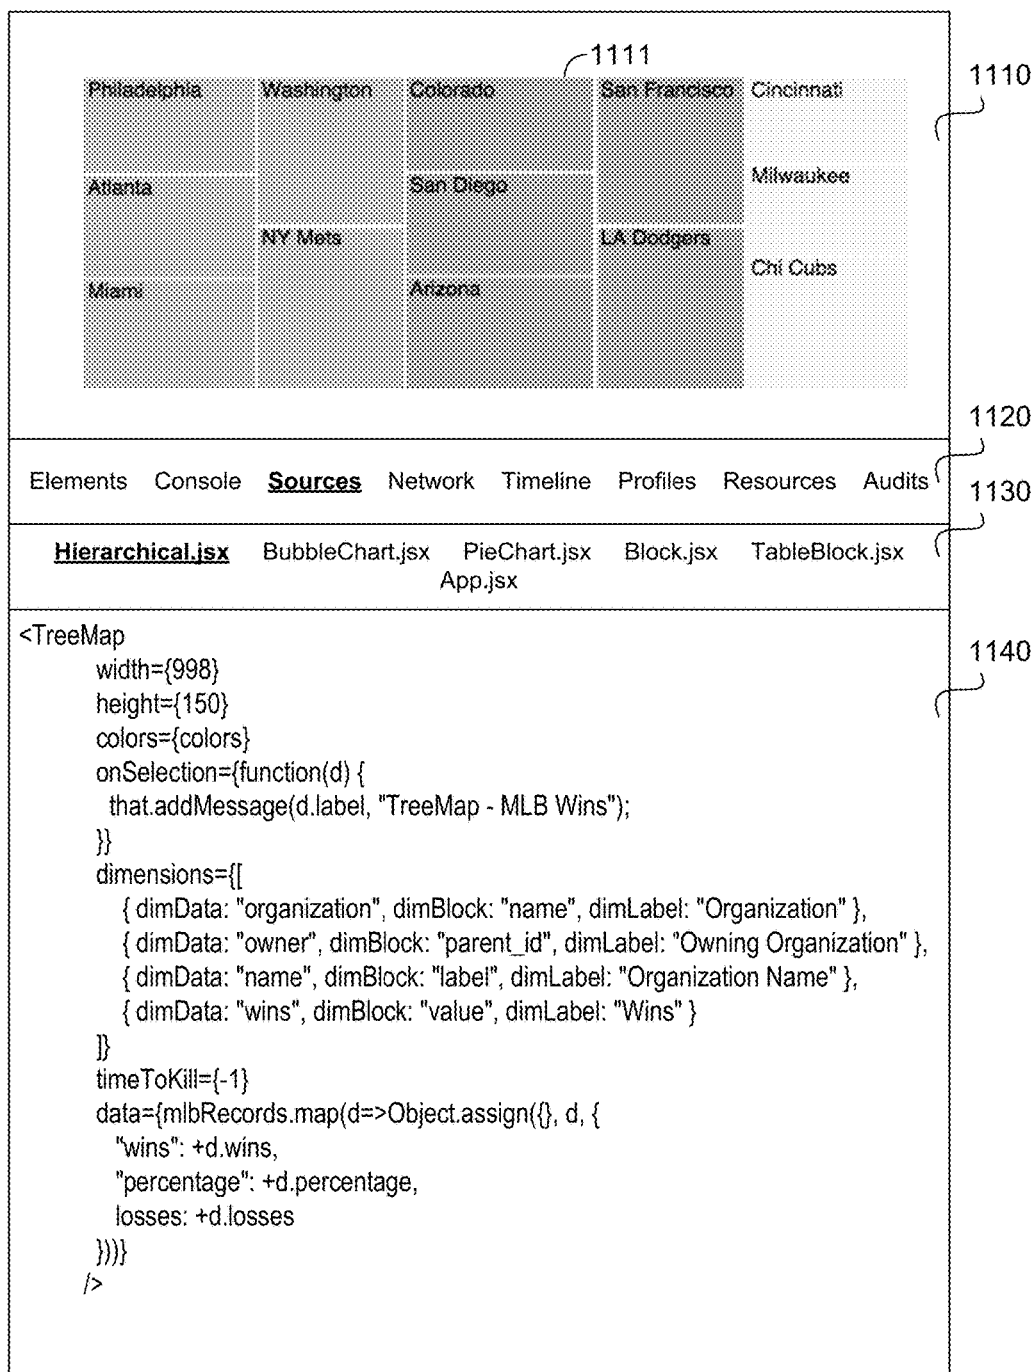 1111
1110
Philadelphia Washington Colorado San Francisco Cincinnati
Atlanta San Diego Milwaukee
NY Mets LA Dodgers
Miami Arizona Chi Cubs
1120
Elements Console Sources Network Timeline Profiles Resources Audits
1130
Hierarchical.jsx BubbleChart.jsx PieChart.jsx Block.jsx TableBlock.jsx
App.jsx
1140
<TreeMap
width={998}
height={150}
colors={colors}
onSelection={function(d) {
that.addMessage(d.label, "TreeMap - MLB Wins");
}}
dimensions={[
{ dimData: "organization", dimBlock: "name", dimLabel: "Organization" },
{ dimData: "owner", dimBlock: "parent_id", dimLabel: "Owning Organization" },
{ dimData: "name", dimBlock: "label", dimLabel: "Organization Name" },
{ dimData: "wins", dimBlock: "value", dimLabel: "Wins" }
]}
timeToKill={-1}
data={mlbRecords.map(d=>Object.assign({}, d, {
"wins": +d.wins,
"percentage": +d.percentage,
losses: +d.losses
}))}
/>